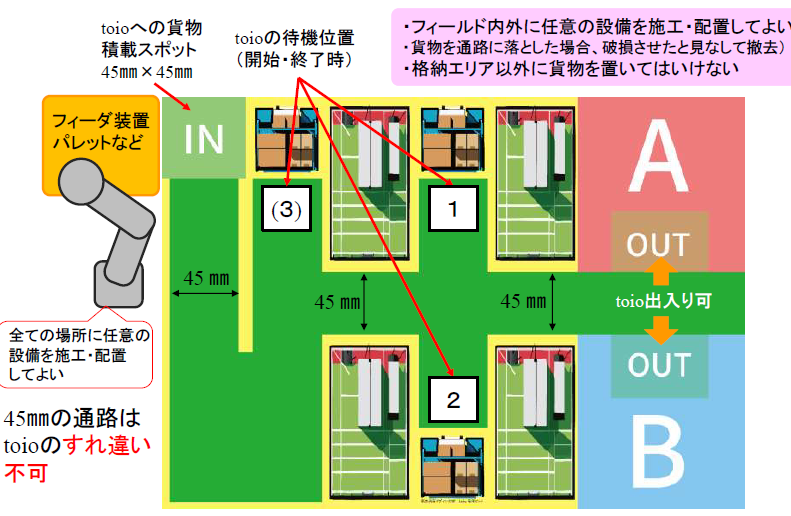 toioへの貨物
積載スポット
45㎜×45㎜
toioの待機位置
（開始・終了時）
・フィールド内外に任意の設備を施工・配置してよい
・貨物を通路に落とした場合、破損させたと見なして撤去）
・格納エリア以外に貨物を置いてはいけない
フィーダ装置
パレットなど
IN
A
(３)
１
OUT
45㎜
45㎜
45㎜
toio出入り可
全ての場所に任意の
設備を施工・配置
してよい
OUT
２
B
45㎜の通路は
toioのすれ違い
不可